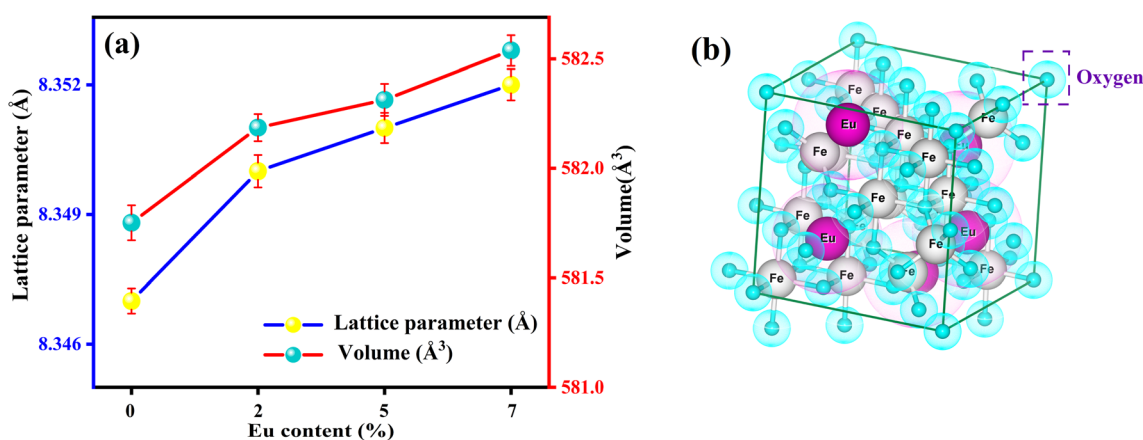 (a)
Lattice parameter (Å)
8.352
8.349
8.346
582.5
582.0
581.5
581.0
Volume(Å³)
Lattice parameter (Å)
Volume (Å³)
0 2 5 7
Eu content (%)
(b)
Oxygen
Fe
Fe
Fe
Eu
Fe
Eu
Fe
Fe
Fe
Fe
Fe
Fe
Eu
Eu
Fe
Fe
Fe
Fe
Fe